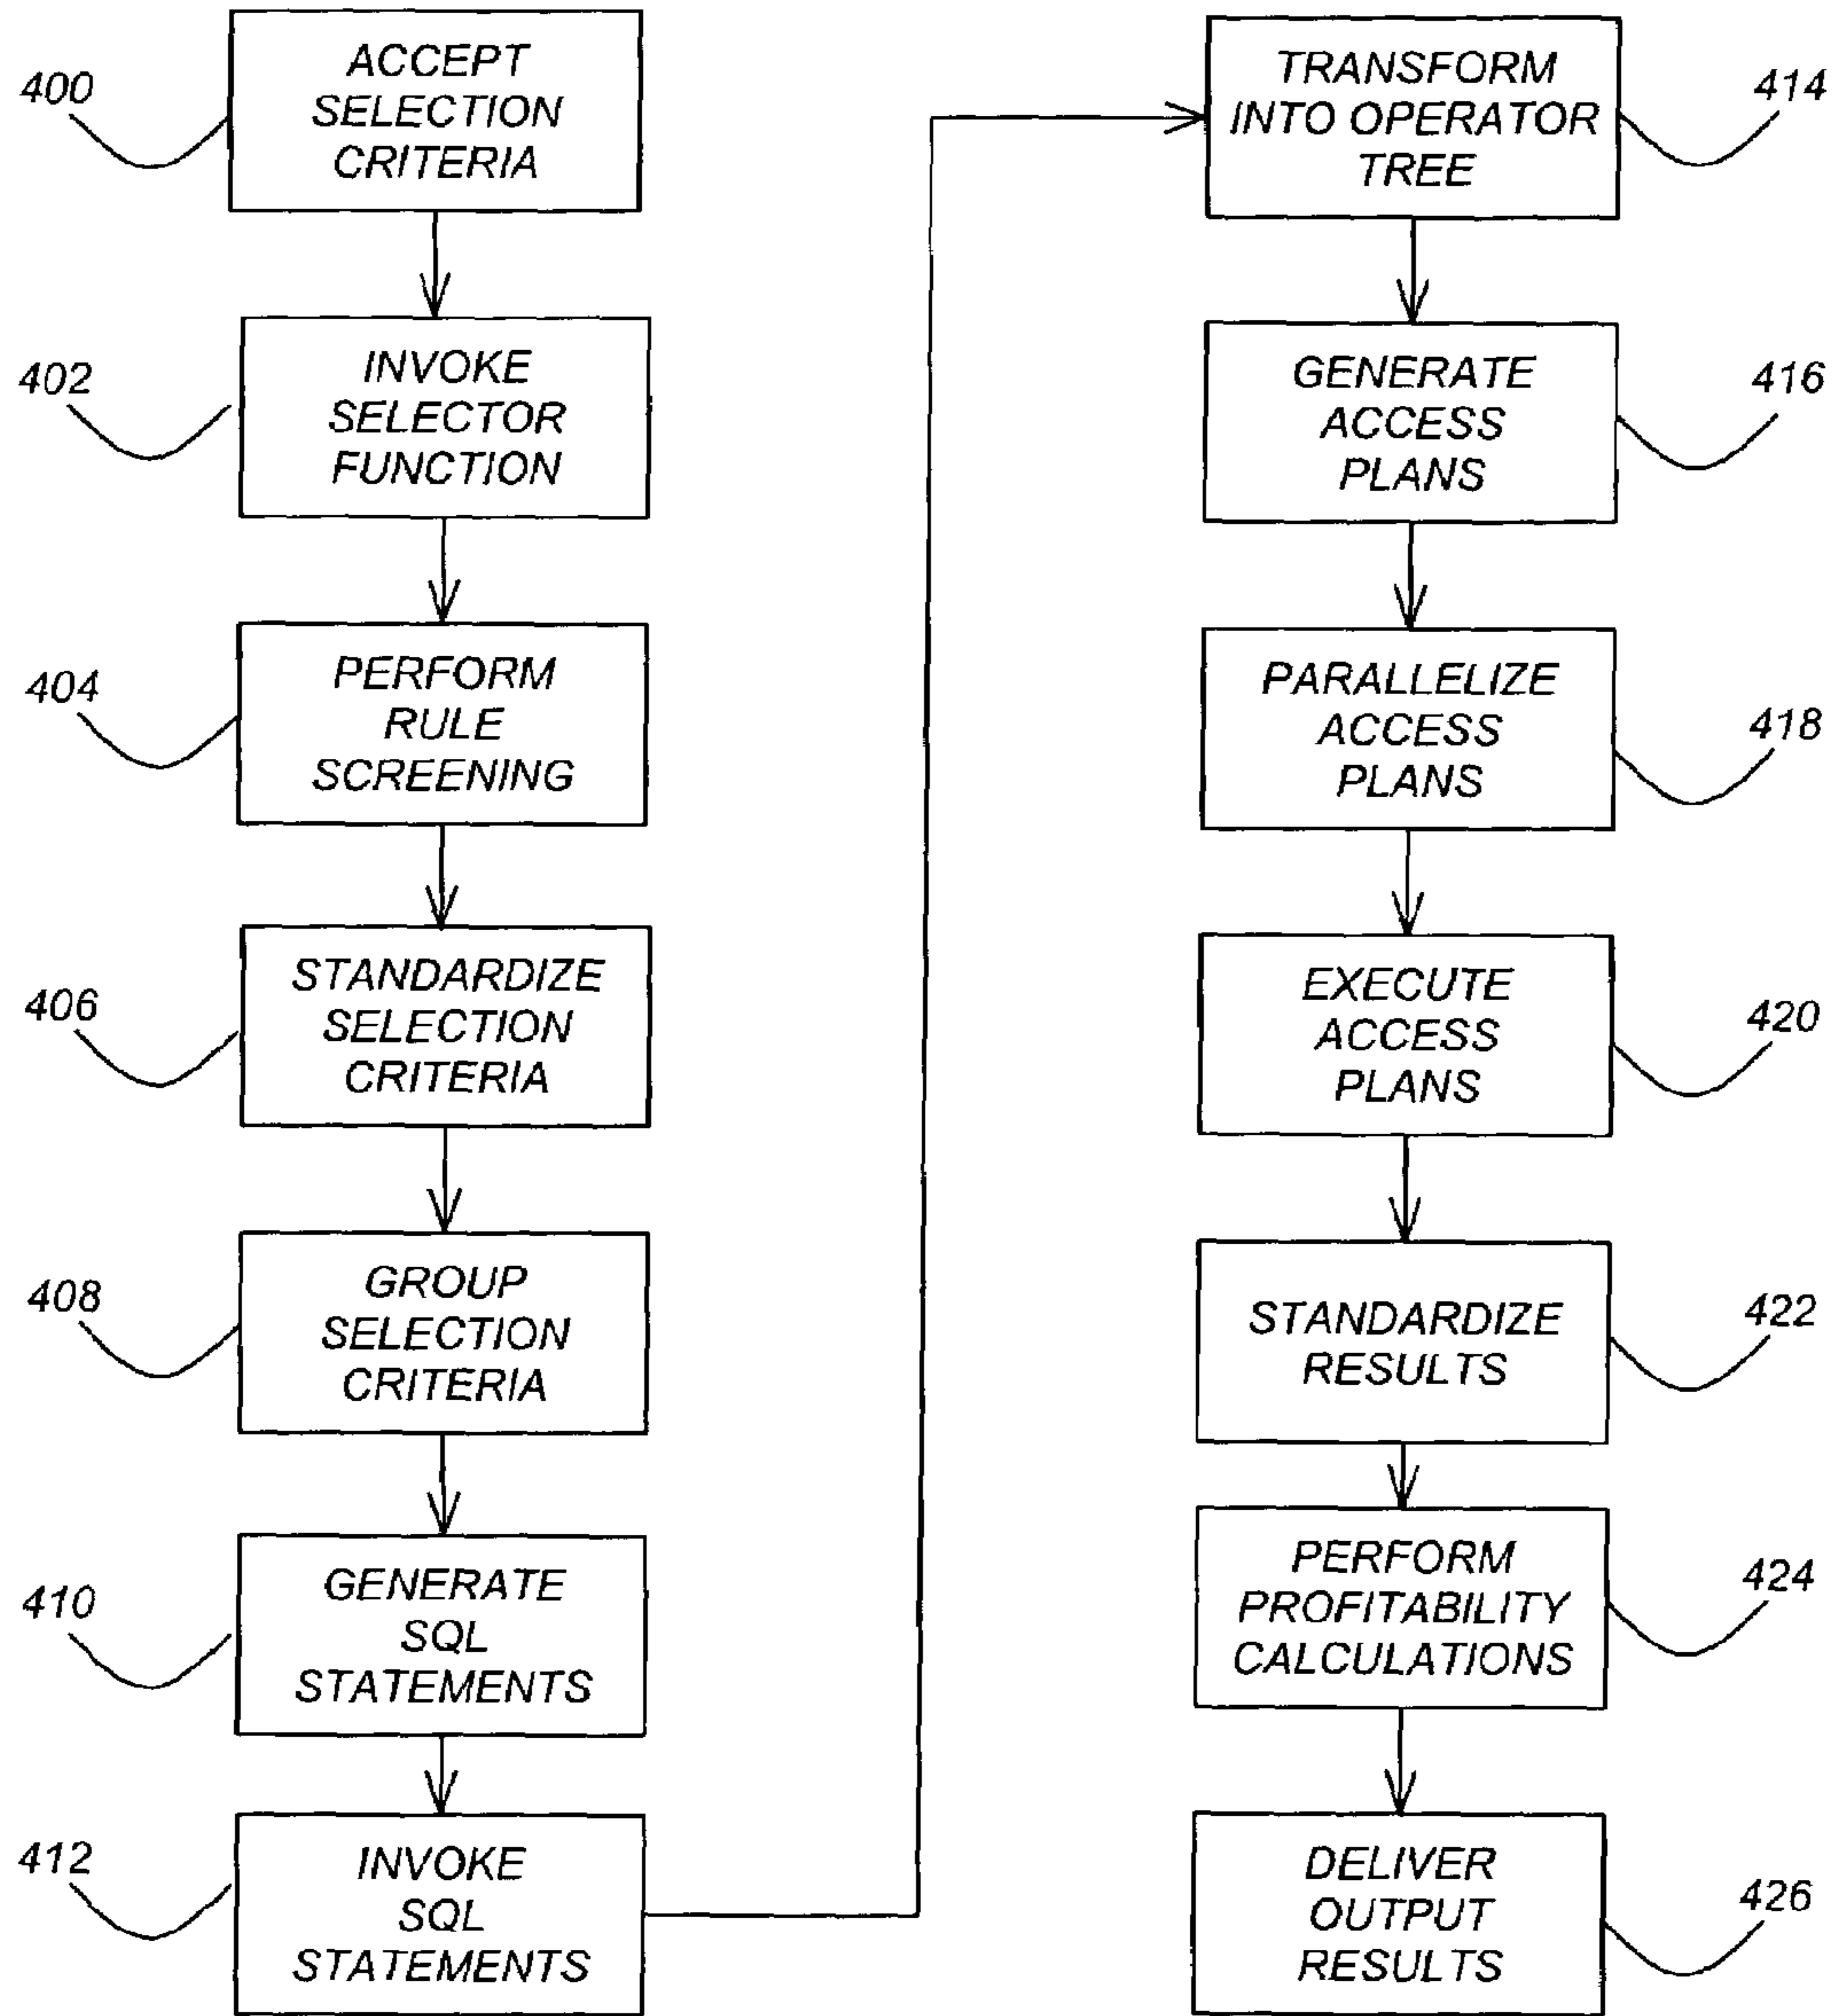 400
ACCEPT
SELECTION
CRITERIA
402
INVOKE
SELECTOR
FUNCTION
404
PERFORM
RULE
SCREENING
406
STANDARDIZE
SELECTION
CRITERIA
408
GROUP
SELECTION
CRITERIA
410
GENERATE
SQL
STATEMENTS
412
INVOKE
SQL
STATEMENTS
TRANSFORM
INTO OPERATOR
TREE
414
GENERATE
ACCESS
PLANS
416
PARALLELIZE
ACCESS
PLANS
418
EXECUTE
ACCESS
PLANS
420
STANDARDIZE
RESULTS
422
PERFORM
PROFITABILITY
CALCULATIONS
424
DELIVER
OUTPUT
RESULTS
426